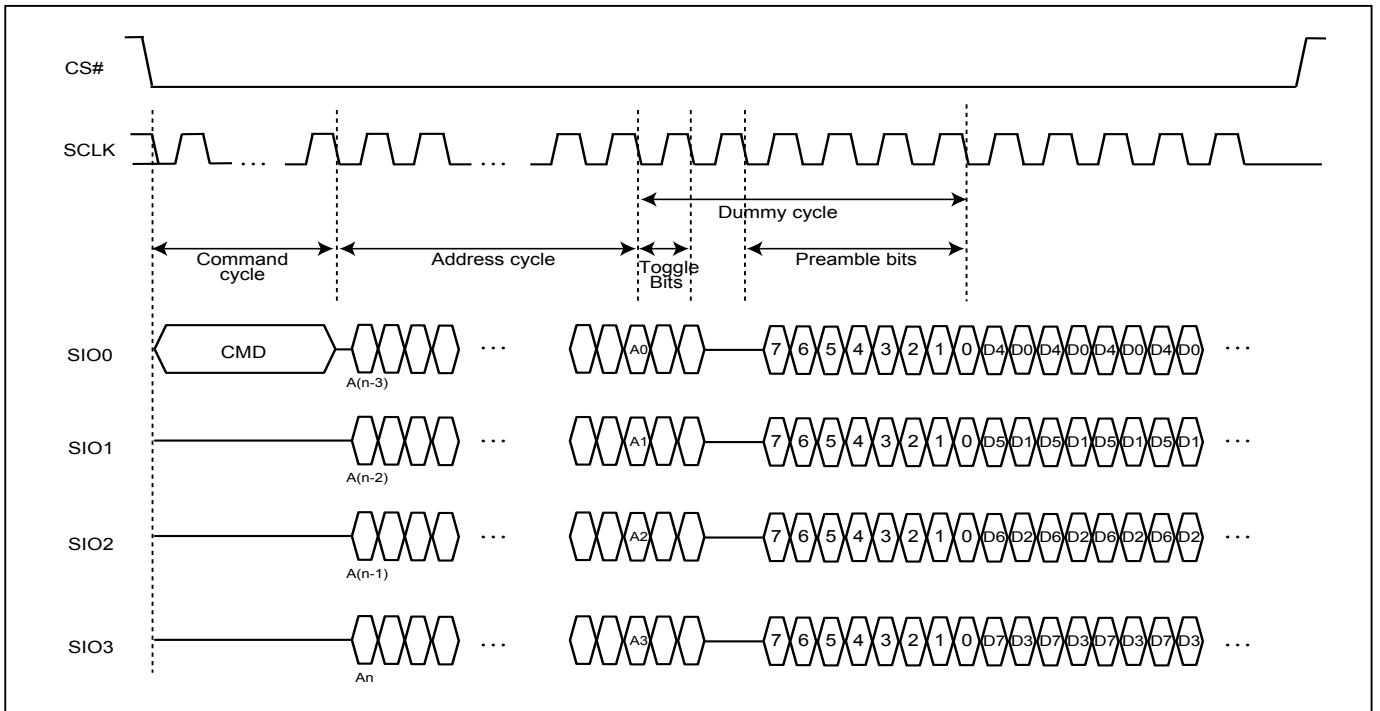 CS#
SCLK
...
...
Dummy cycle
Command
cycle
Address cycle
Toggle
Bits
Preamble bits
SIO0
CMD
...
A0
7 6 5 4 3 2 1 0 D4 D0 D4 D0 D4 D0 D4 D0
...
A(n-3)
SIO1
...
A1
7 6 5 4 3 2 1 0 D5 D1 D5 D1 D5 D1 D5 D1
...
A(n-2)
SIO2
...
A2
7 6 5 4 3 2 1 0 D6 D2 D6 D2 D6 D2 D6 D2
...
A(n-1)
SIO3
...
A3
7 6 5 4 3 2 1 0 D7 D3 D7 D3 D7 D3 D7 D3
...
An